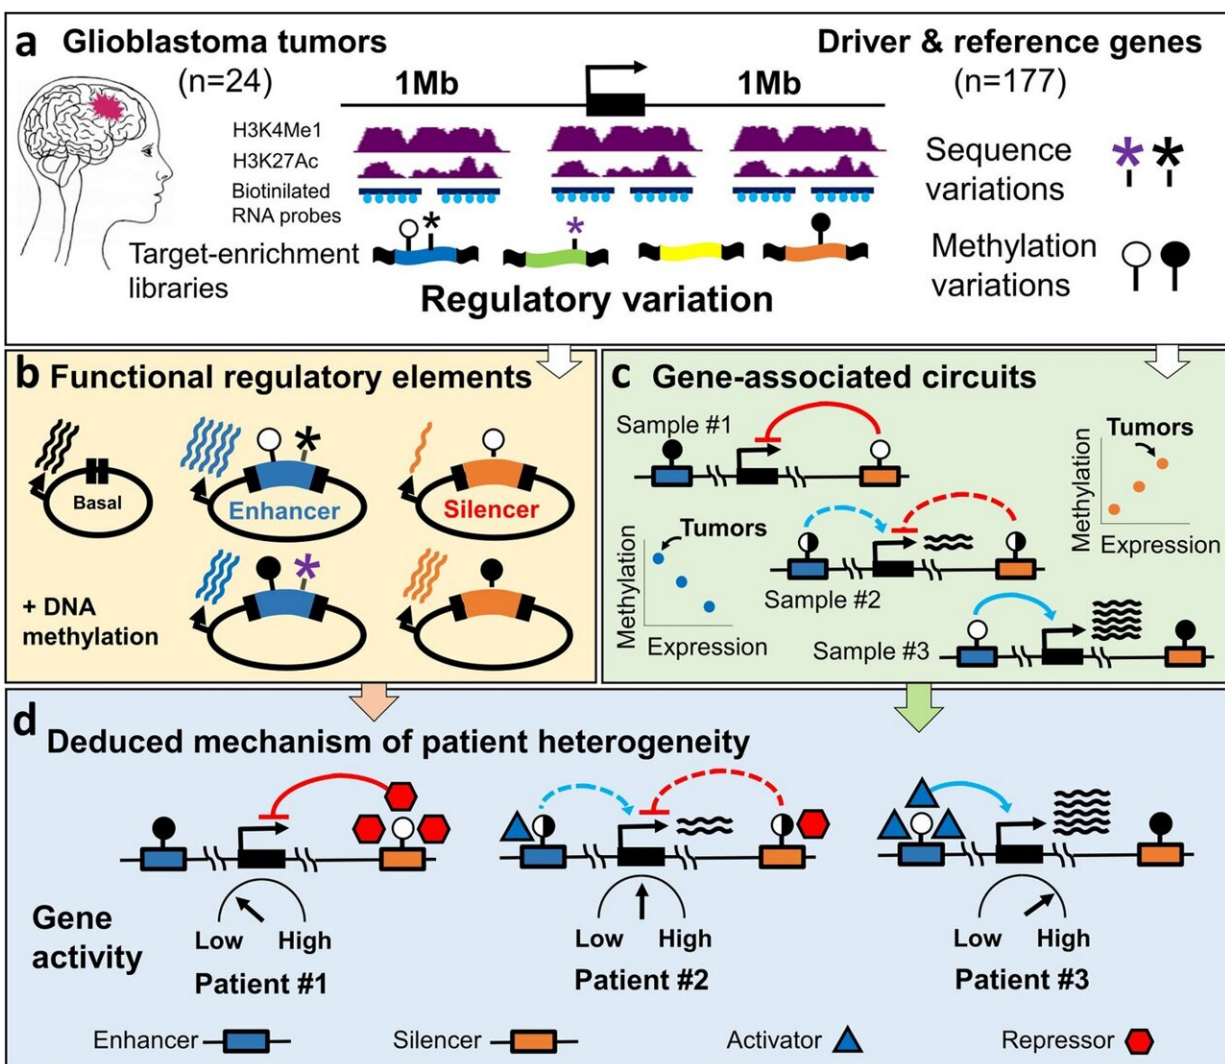 a Glioblastoma tumors
(n=24)
Driver & reference genes
(n=177)
1Mb
1Mb
H3K4Me1
H3K27Ac
Biotinilated
RNA probes
Target-enrichment
libraries
Regulatory variation
Sequence
variations
* *
Methylation
variations
b Functional regulatory elements
Basal
Enhancer
Silencer
+ DNA
methylation
c Gene-associated circuits
Sample #1
Tumors
Methylation
Expression
Tumors
Methylation
Expression
Sample #2
Sample #3
d Deduced mechanism of patient heterogeneity
Gene
activity
Low High
Patient #1
Low High
Patient #2
Low High
Patient #3
Enhancer
Silencer
Activator
Repressor